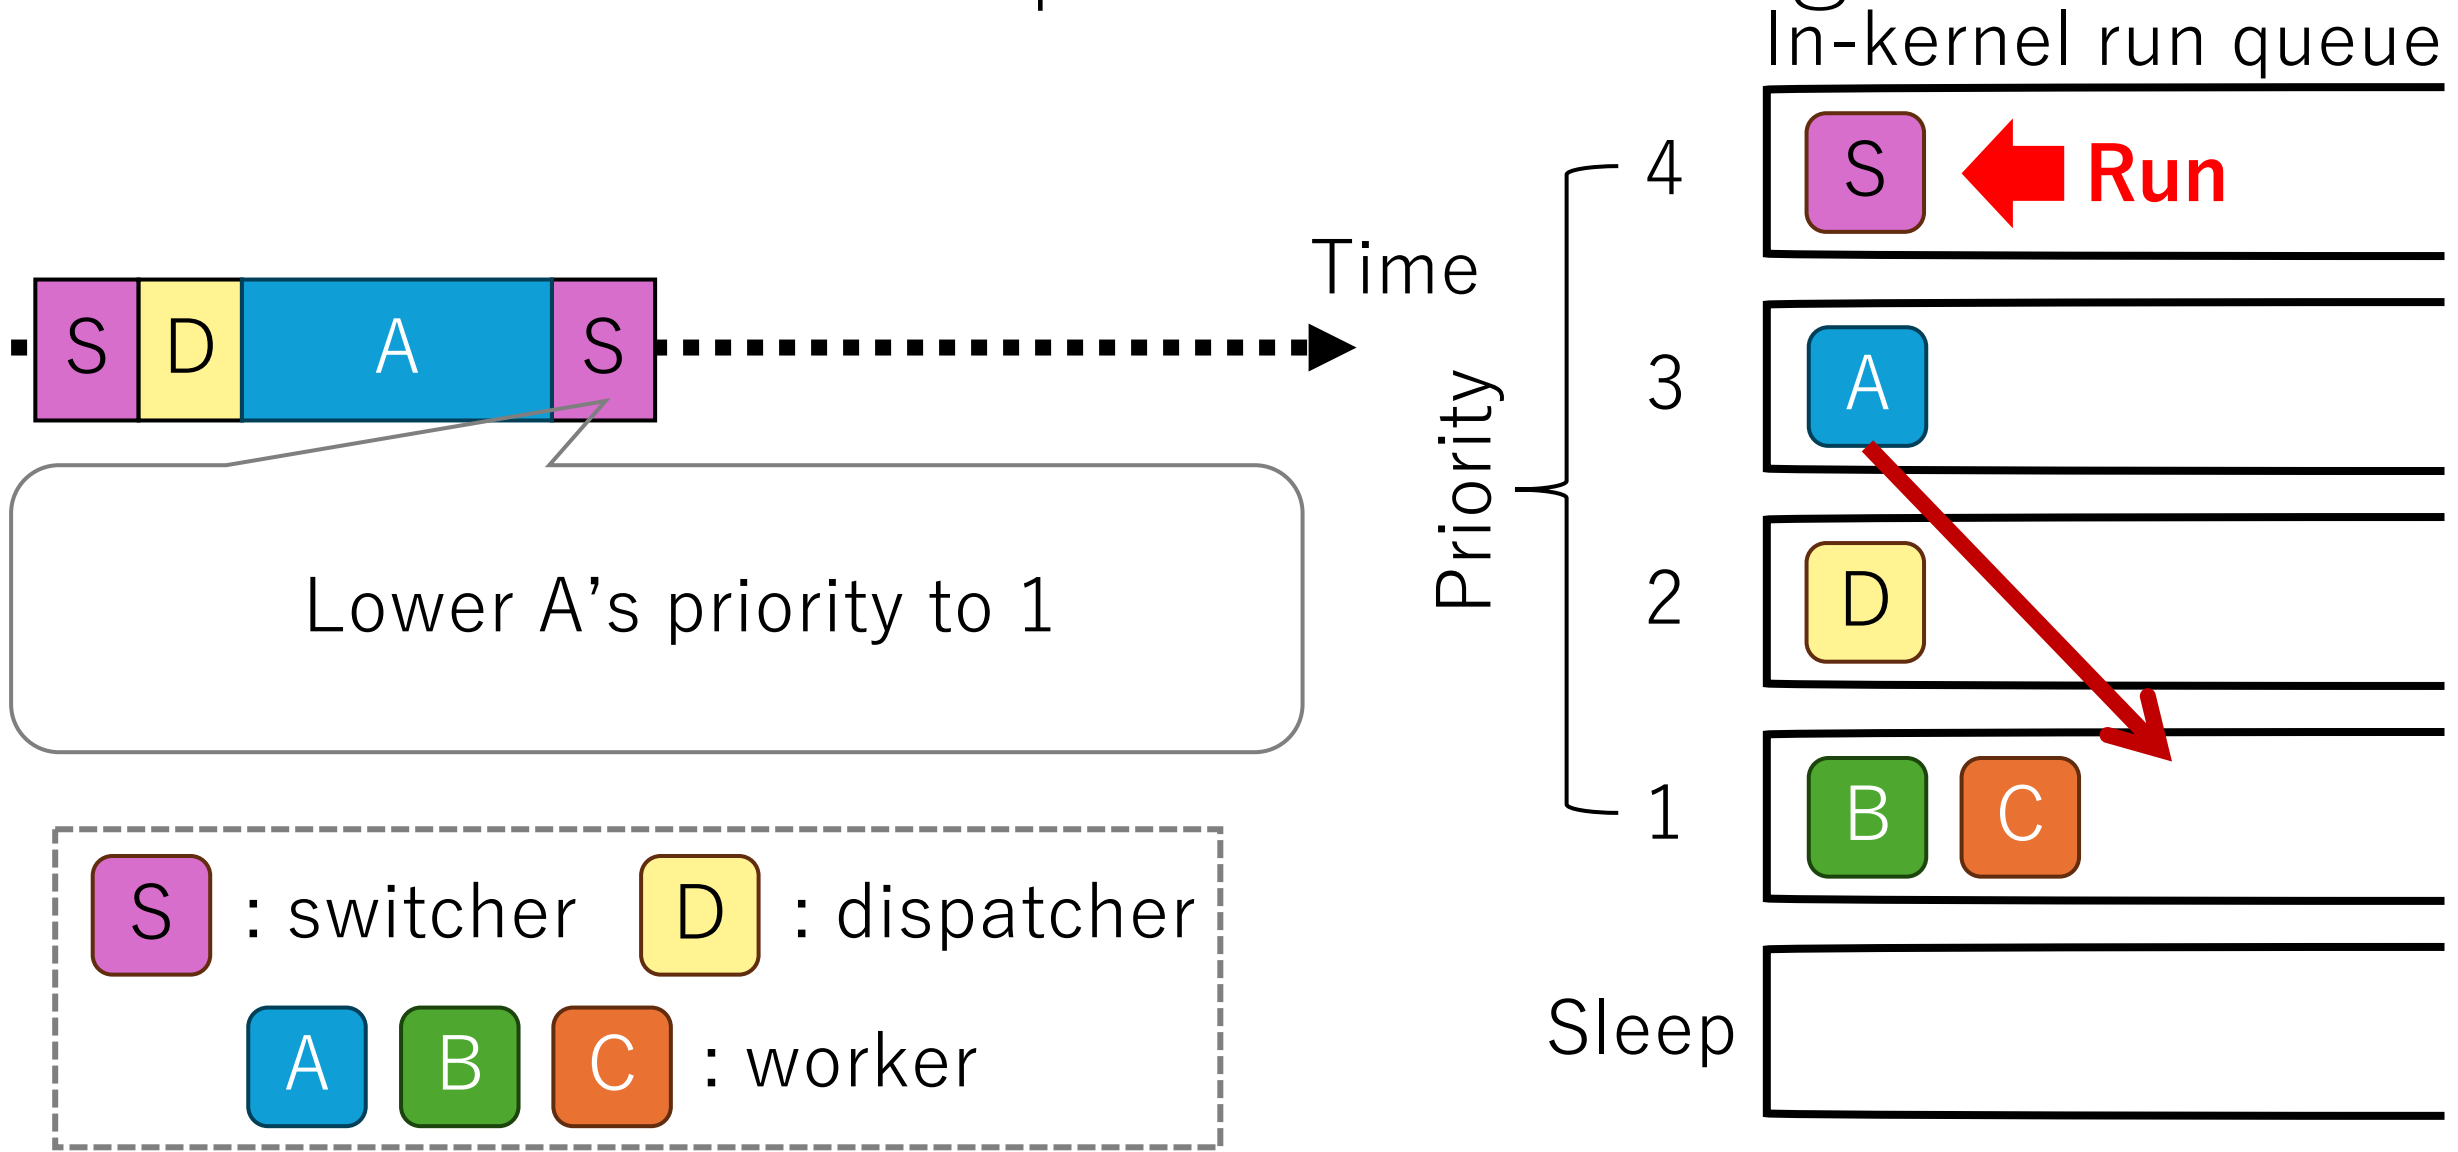 In-kernel run queue
S
Run
4
Time
S D A S
A
3
Priority
Lower A's priority to 1
D
2
B C
1
S : switcher D : dispatcher
A B C : worker
Sleep